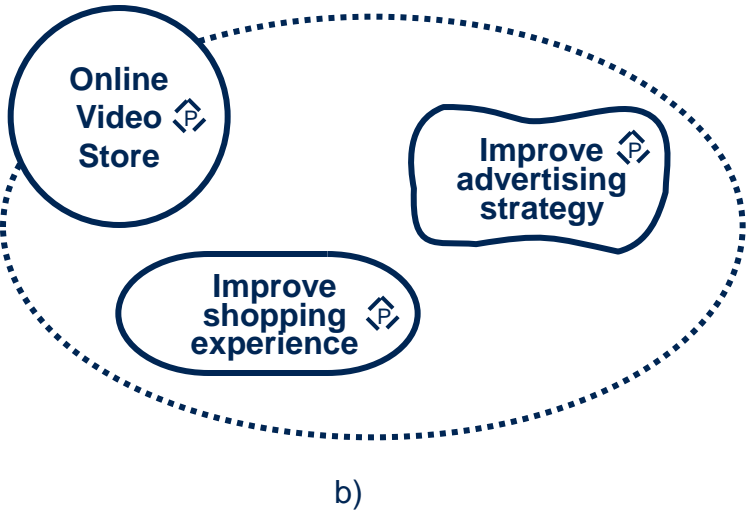 Online
Video P
Store
Improve P
advertising
strategy
Improve
shopping P
experience
b)